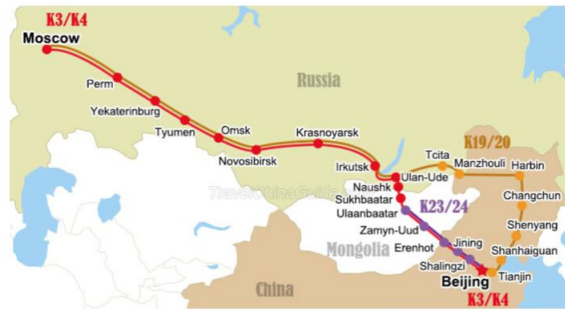 K3/K4
Moscow
Perm
Yekaterinburg
Tyumen
Omsk
Novosibirsk
Krasnoyarsk
Irkutsk
Russia
K19/20
Tcita
Manzhouli
Harbin
Ulan-Ude
Naushk
Sukhbaatar
Ulaanbaatar
K23/24
Changchun
Zamyn-Uud
Shenyang
Erenhot
Jining
Shanhaiguan
Mongolia
Shalingzi
Beijing
Tianjin
China
K3/K4
TravelChinaGuide